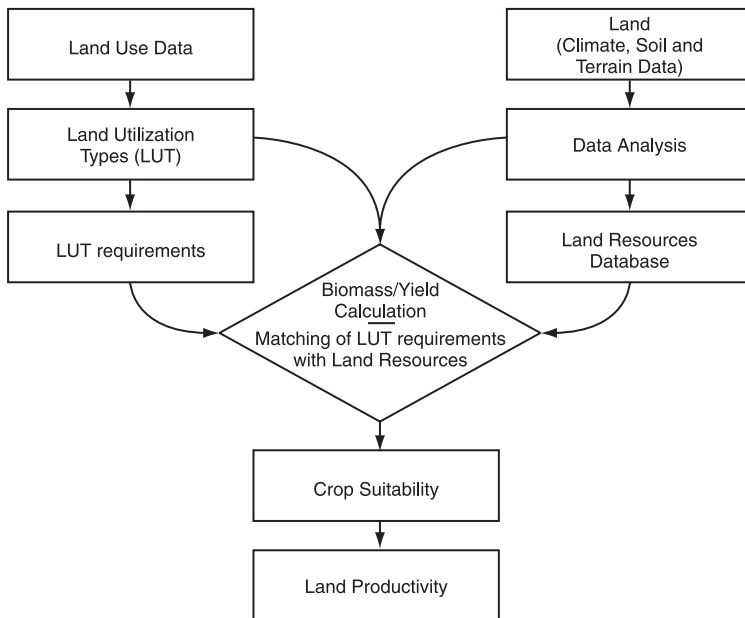 Land Use Data
Land
(Climate, Soil and
Terrain Data)
Land Utilization
Types (LUT)
Data Analysis
LUT requirements
Land Resources
Database
Biomass/Yield
Calculation
Matching of LUT requirements
with Land Resources
Crop Suitability
Land Productivity